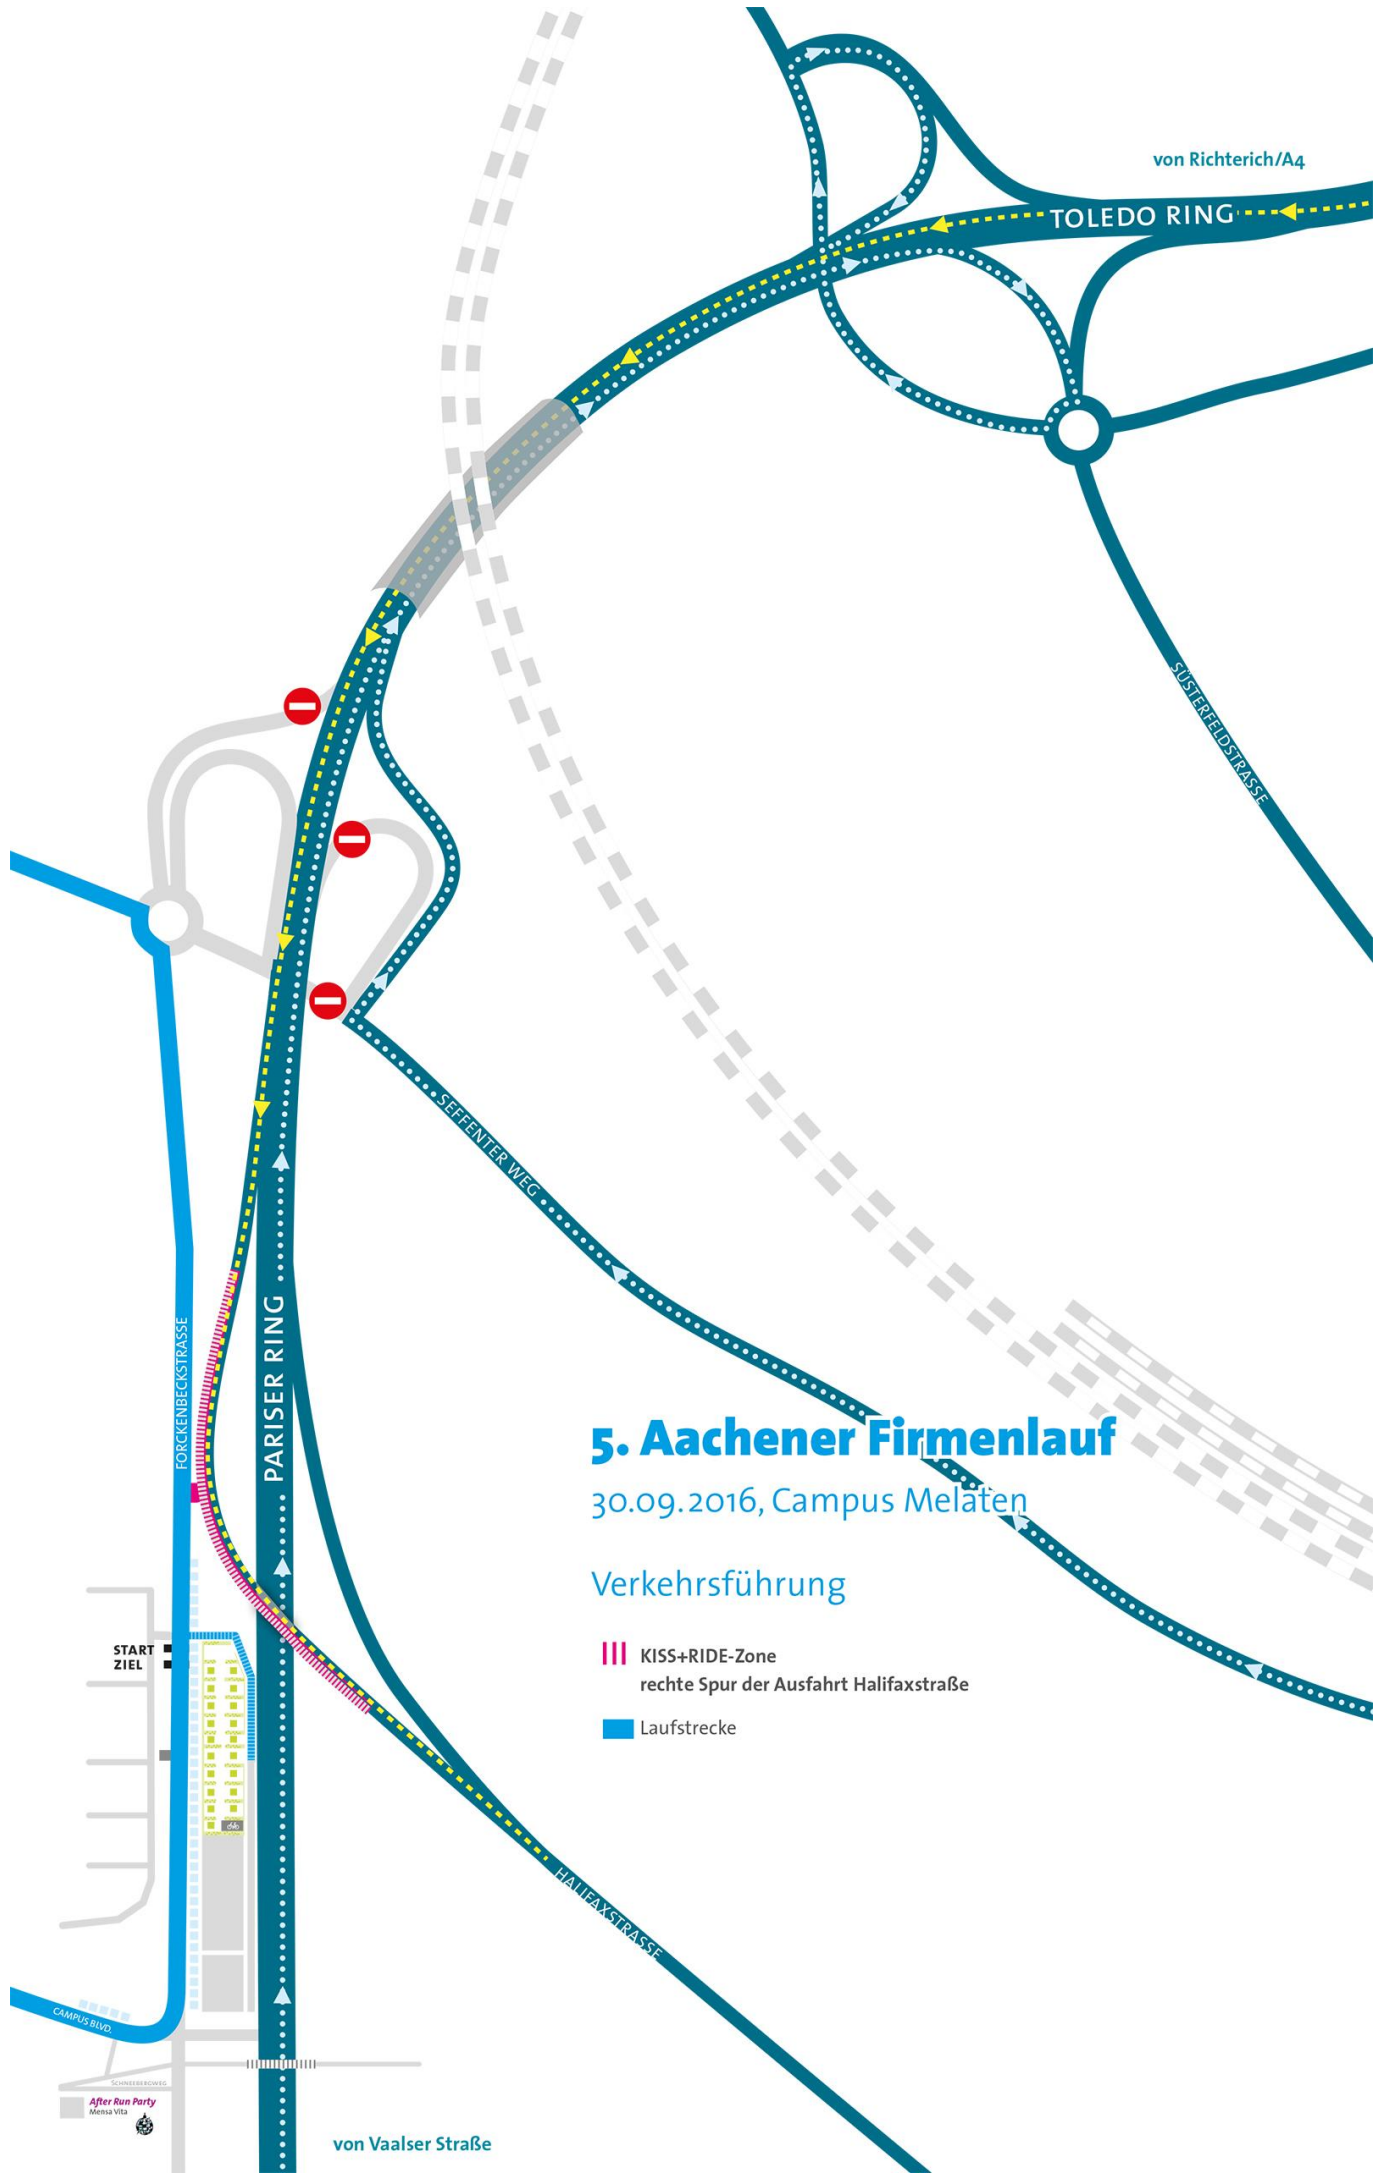 von Richterich/A4
TOLEDO RING
SÜSTERFELDSTRASSE
SEFFENTER WEG
PARISER RING
FORCKENBECKSTRASSE
5. Aachener Firmenlauf
30.09.2016, Campus Melaten
Verkehrsführung
START
ZIEL
KISS+RIDE-Zone
rechte Spur der Ausfahrt Halifaxstraße
Laufstrecke
HALIFAXSTRASSE
CAMPUS BLVD.
SCHNEEBERGWEG
After Run Party
Mensa Vita
von Vaalser Straße